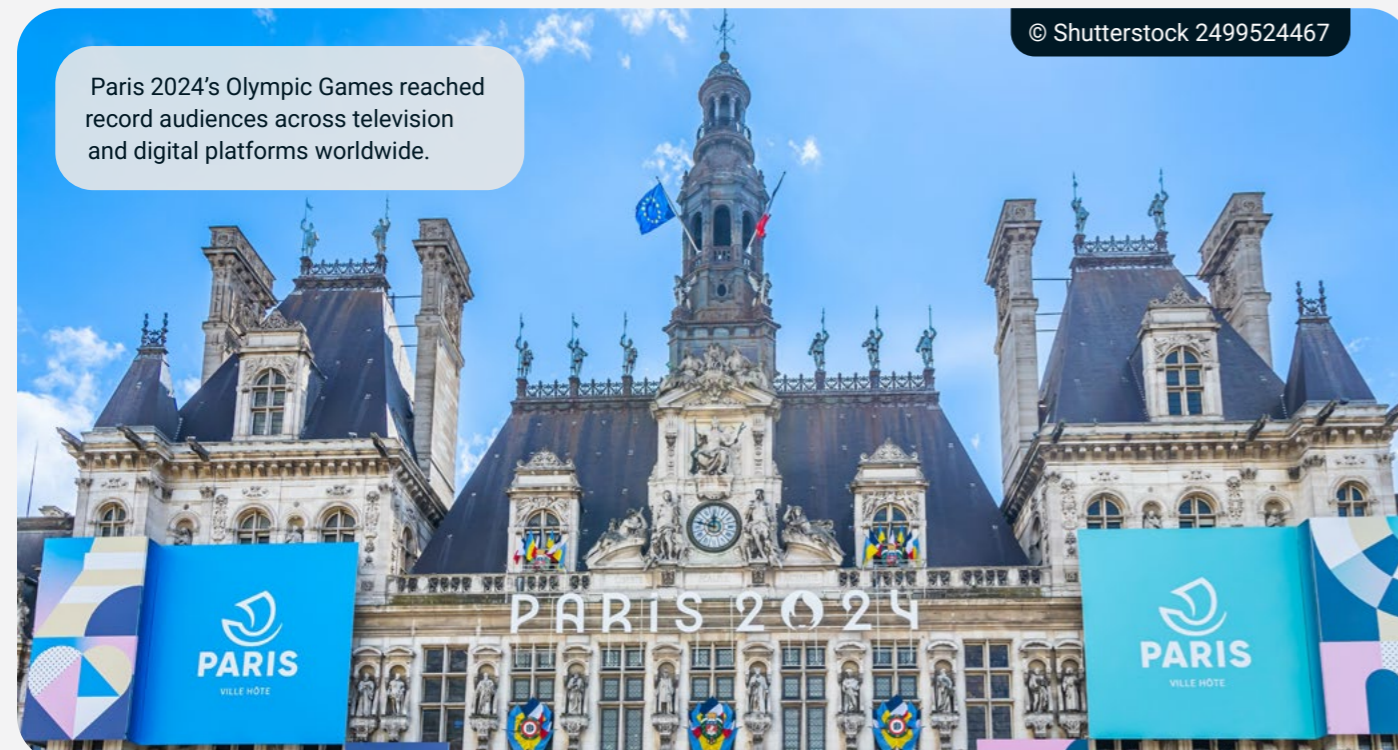 © Shutterstock 2499524467
Paris 2024’s Olympic Games reached
record audiences across television
and digital platforms worldwide.
PARIS 2024
PARIS
VILLE HÔTE
PARIS
VILLE HÔTE